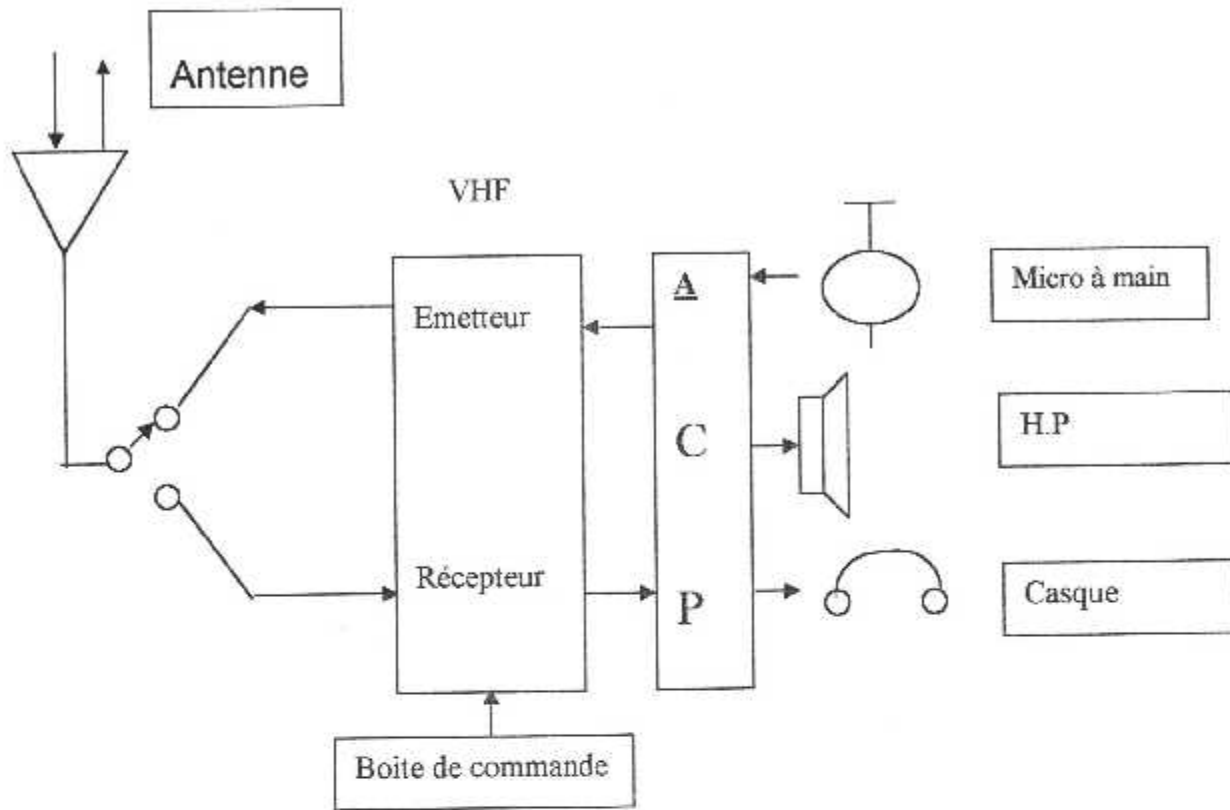 Antenne
VHF
Emetteur
Récepteur
A
C
P
Micro à main
H.P
Casque
Boite de commande